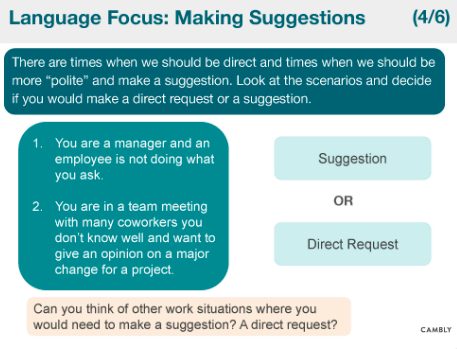 Language Focus: Making Suggestions (4/6)
There are times when we should be direct and times when we should be
more “polite” and make a suggestion. Look at the scenarios and decide
if you would make a direct request or a suggestion.
1. You are a manager and an
employee is not doing what
you ask.
2. You are in a team meeting
with many coworkers you
don’t know well and want to
give an opinion on a major
change for a project.
Suggestion
OR
Direct Request
Can you think of other work situations where you
would need to make a suggestion? A direct request?
CAMBLY